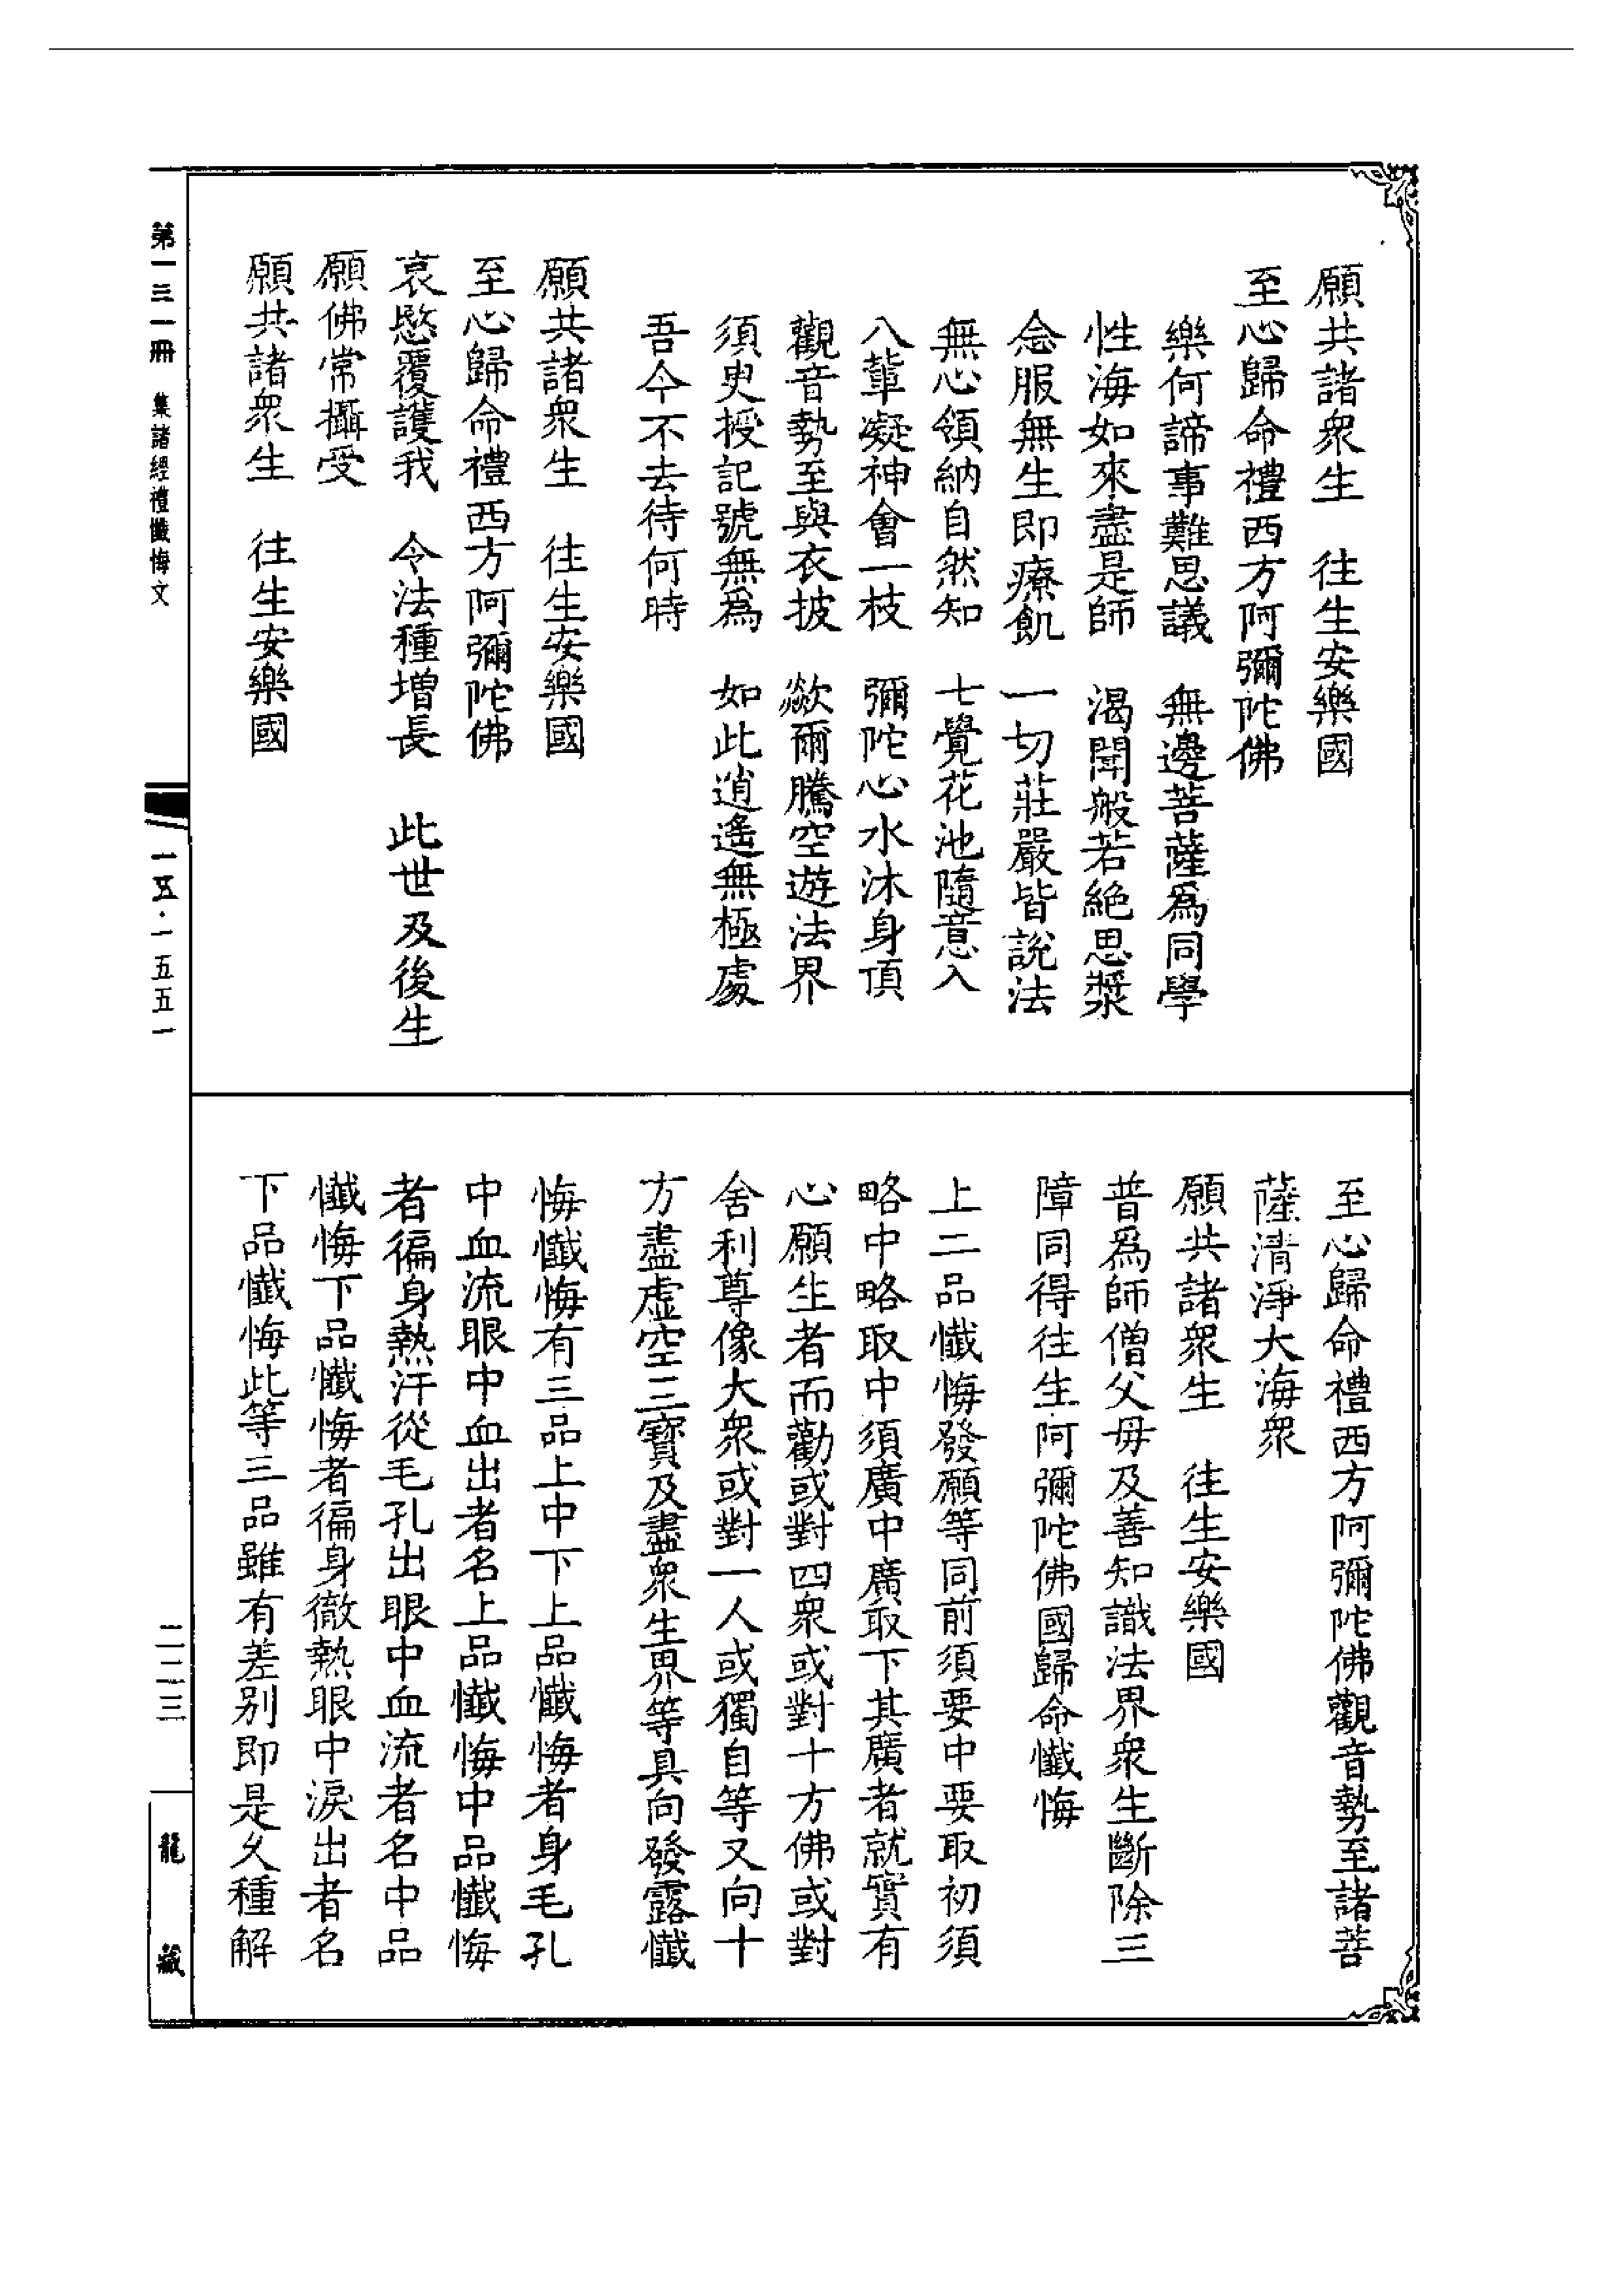 願共諸衆生　往生安樂國
至心歸命禮西方阿彌陀佛
樂何諦事難思議　無邊菩薩爲同學
性海如來盡是師　渴聞般若絶思漿
念服無生即療飢　一切莊嚴皆說法
無心領納自然知　七覺花池隨意入
八輩凝神會一枝　彌陀心水沐身頂
觀音勢至與衣披　歘爾騰空遊法界
須史授記號無爲　如此逍遙無極處
吾今不去待何時
願共諸衆生　往生安樂國
至心歸命禮西方阿彌陀佛
哀愍覆護我　令法種增長　此世及後生
願佛常攝受
願共諸衆生　往生安樂國
至心歸命禮西方阿彌陀佛觀音勢至諸菩
薩清淨大海衆
願共諸衆生　往生安樂國
普爲師僧父母及善知識法界衆生斷除三
障同得往生阿彌陀佛國歸命懺悔
上二品懺悔發願等同前須要中要取初須
略中略取中須廣中廣取下其廣者就實有
心願生者而勸或對四衆或對十方佛或對
舍利尊像大衆或對一人或獨自等又向十
方盡虛空三寶及盡衆生界等具向發露懺
悔懺悔有三品上中下上品懺悔者身毛孔
中血流眼中血出者名上品懺悔中品懺悔
者徧身熱汗從毛孔出眼中血流者名中品
懺悔下品懺悔者徧身徹熱眼中淚出者名
下品懺悔此等三品雖有差别即是久種解
第一三一冊　集諸經禮懺悔文
一五·一五五一
二二三
龍藏